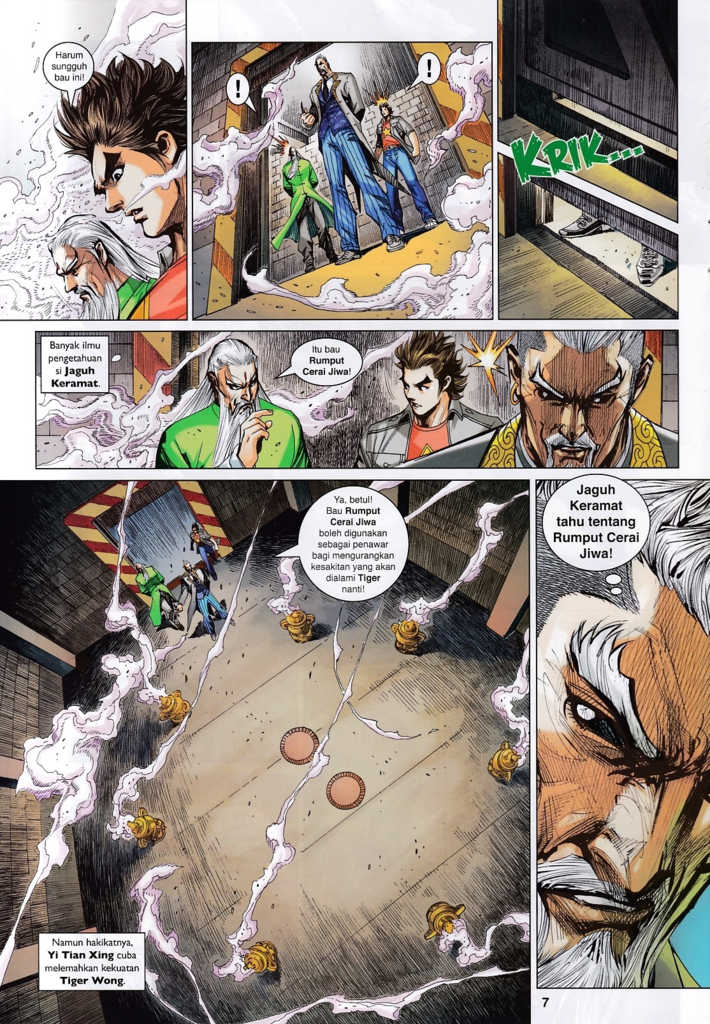 Harum
sungguh
bau ini!
!
!
KRIK...
Banyak ilmu
pengetahuan
si Jaguh
Keramat.
Itu bau
Rumput
Cerai Jiwa!
Ya, betul!
Bau Rumput
Cerai Jiwa
boleh digunakan
sebagai penawar
bagi mengurangkan
kesakitan yang akan
dialami Tiger
nanti!
Jaguh
Keramat
tahu tentang
Rumput Cerai
Jiwa!
Namun hakikatnya,
Yi Tian Xing cuba
melemahkan kekuatan
Tiger Wong.
7